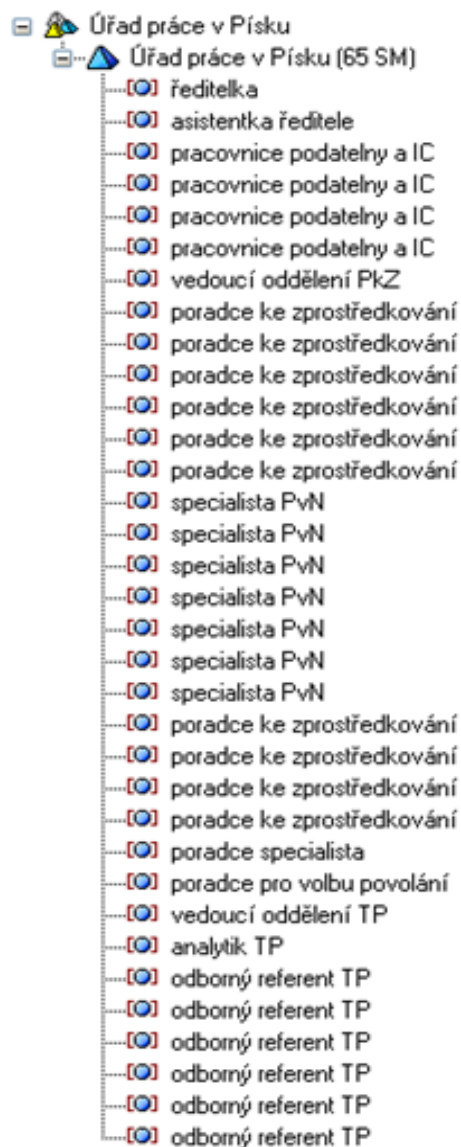 Úřad práce v Písku
Úřad práce v Písku (65 SM)
ředitelka
asistentka ředitele
pracovnice podatelny a IC
pracovnice podatelny a IC
pracovnice podatelny a IC
pracovnice podatelny a IC
vedoucí oddělení PkZ
poradce ke zprostředkování
poradce ke zprostředkování
poradce ke zprostředkování
poradce ke zprostředkování
poradce ke zprostředkování
poradce ke zprostředkování
specialista PvN
specialista PvN
specialista PvN
specialista PvN
specialista PvN
specialista PvN
specialista PvN
poradce ke zprostředkování
poradce ke zprostředkování
poradce ke zprostředkování
poradce ke zprostředkování
poradce specialista
poradce pro volbu povolání
vedoucí oddělení TP
analytik TP
odborný referent TP
odborný referent TP
odborný referent TP
odborný referent TP
odborný referent TP
odborný referent TP